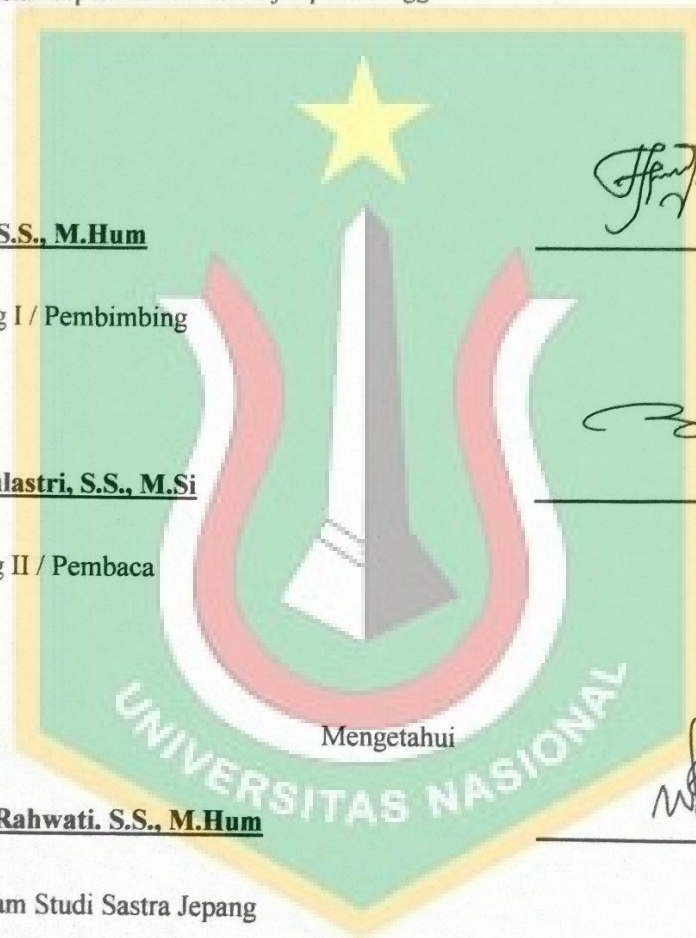 S.S., M.Hum
g I / Pembimbing
lastri, S.S., M.Si
g II / Pembaca
Mengetahui
UNIVERSITAS NASIONAL
Rahwati. S.S., M.Hum
am Studi Sastra Jepang